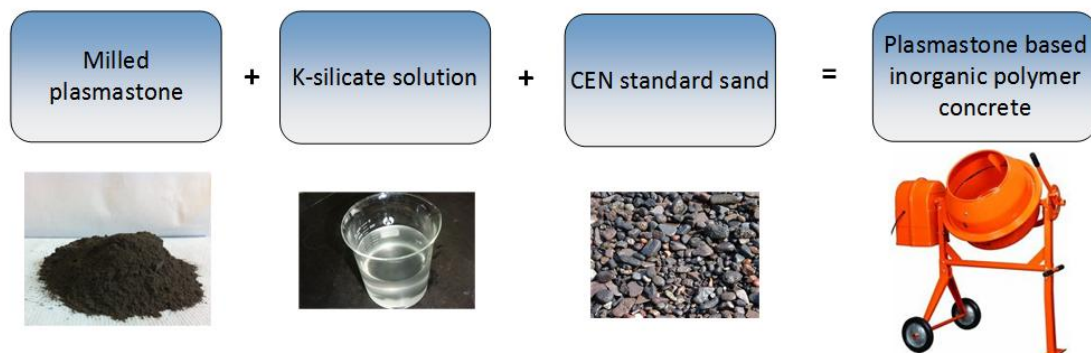 Milled
plasmastone
+
K-silicate solution
+
CEN standard sand
=
Plasmastone based
inorganic polymer
concrete